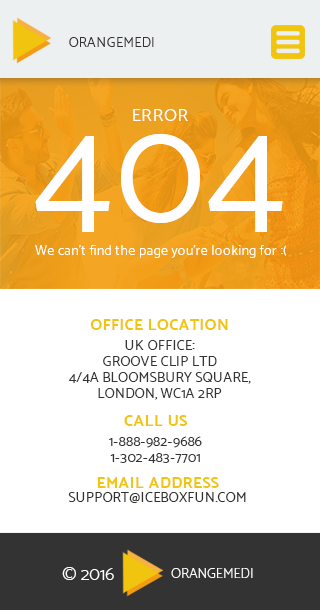 ORANGEMEDI
ERROR
404
We can't find the page you're looking for :(
OFFICE LOCATION
UK OFFICE:
GROOVE CLIP LTD
4/4A BLOOMSBURY SQUARE,
LONDON, WC1A 2RP
CALL US
1-888-982-9686
1-302-483-7701
EMAIL ADDRESS
SUPPORT@ICEBOXFUN.COM
© 2016 ORANGEMEDI